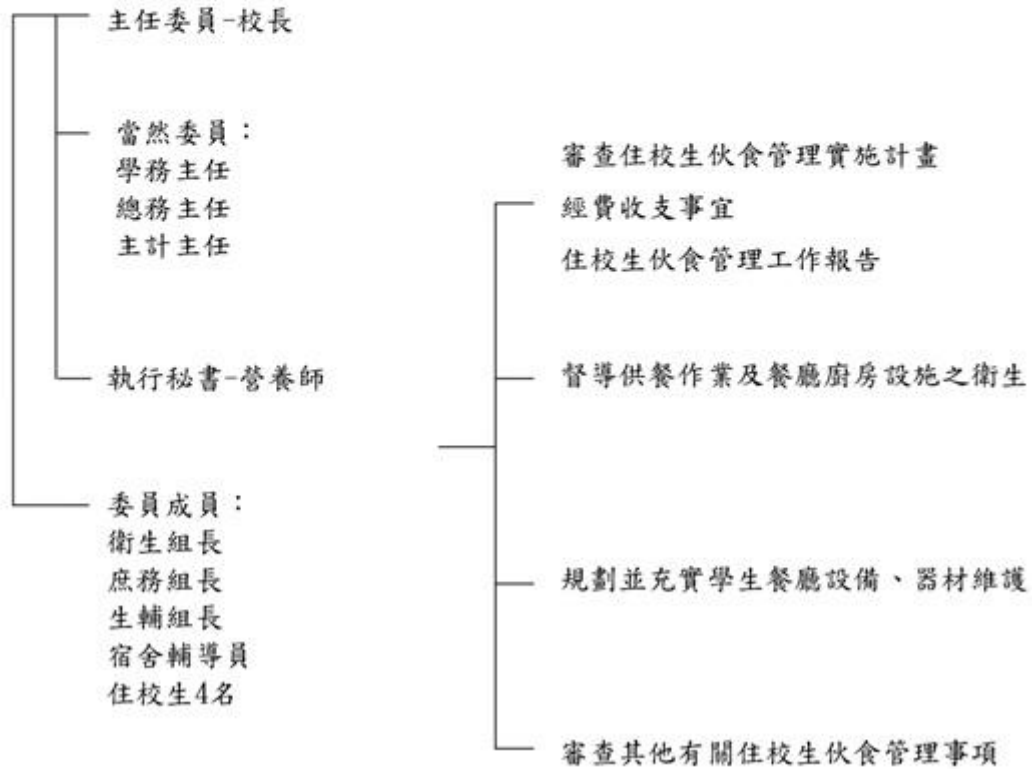 主任委員-校長
當然委員：
學務主任
總務主任
主計主任
執行秘書-營養師
委員成員：
衛生組長
庶務組長
生輔組長
宿舍輔導員
住校生4名
審查住校生伙食管理實施計畫
經費收支事宜
住校生伙食管理工作報告
督導供餐作業及餐廳廚房設施之衛生
規劃並充實學生餐廳設備、器材維護
審查其他有關住校生伙食管理事項